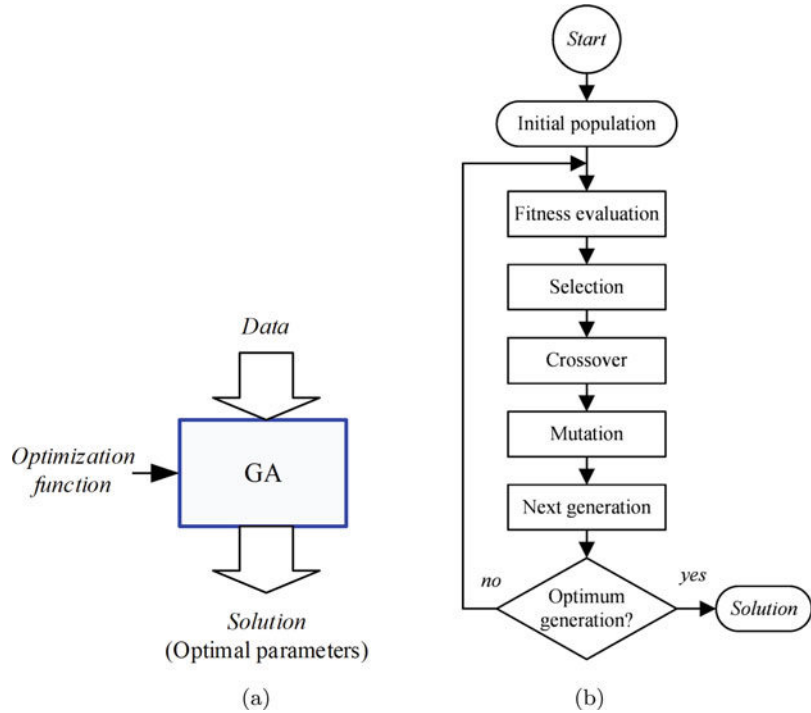 Data
Optimization
function
GA
Solution
(Optimal parameters)
(a)
Start
Initial population
Fitness evaluation
Selection
Crossover
Mutation
Next generation
no
yes
Optimum
generation?
Solution
(b)